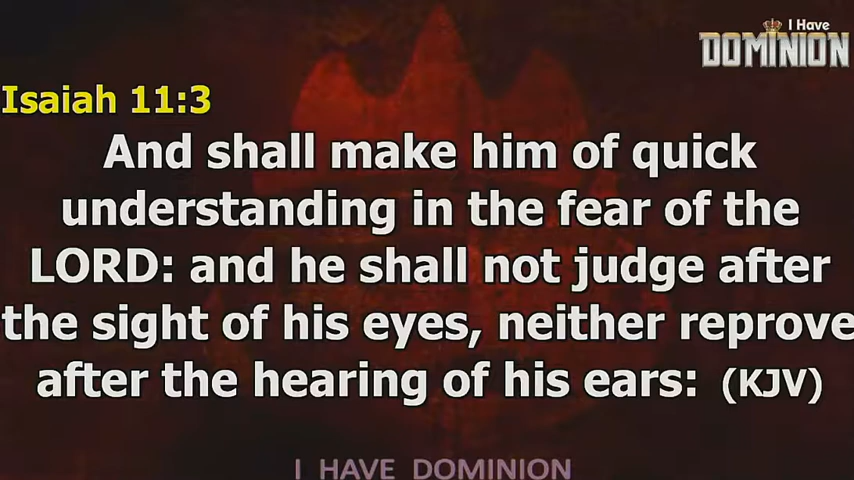 I Have
DOMINION
Isaiah 11:3
And shall make him of quick
understanding in the fear of the
LORD: and he shall not judge after
the sight of his eyes, neither reprove
after the hearing of his ears: (KJV)
I HAVE DOMINION